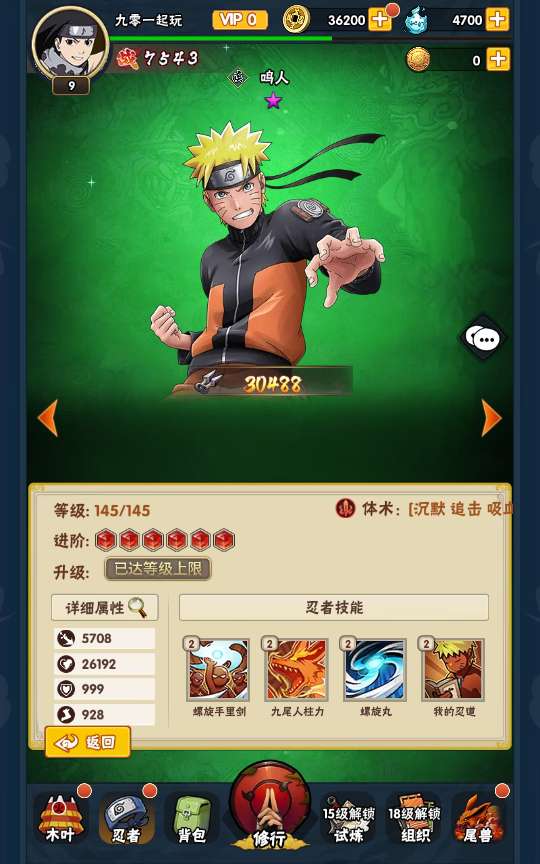 九零一起玩 VIP 0 36200 4700
7543 0
9
鸣 鸣人
30488
等级: 145/145 体术: [沉默 追击 吸血
进阶:
升级: 已达等级上限
详细属性 忍者技能
5708
26192
999
928
2 2 2 2
螺旋手里剑 九尾人柱力 螺旋丸 我的忍道
返回
15级解锁 18级解锁
木叶 忍者 背包 修行 试炼 组织 尾兽